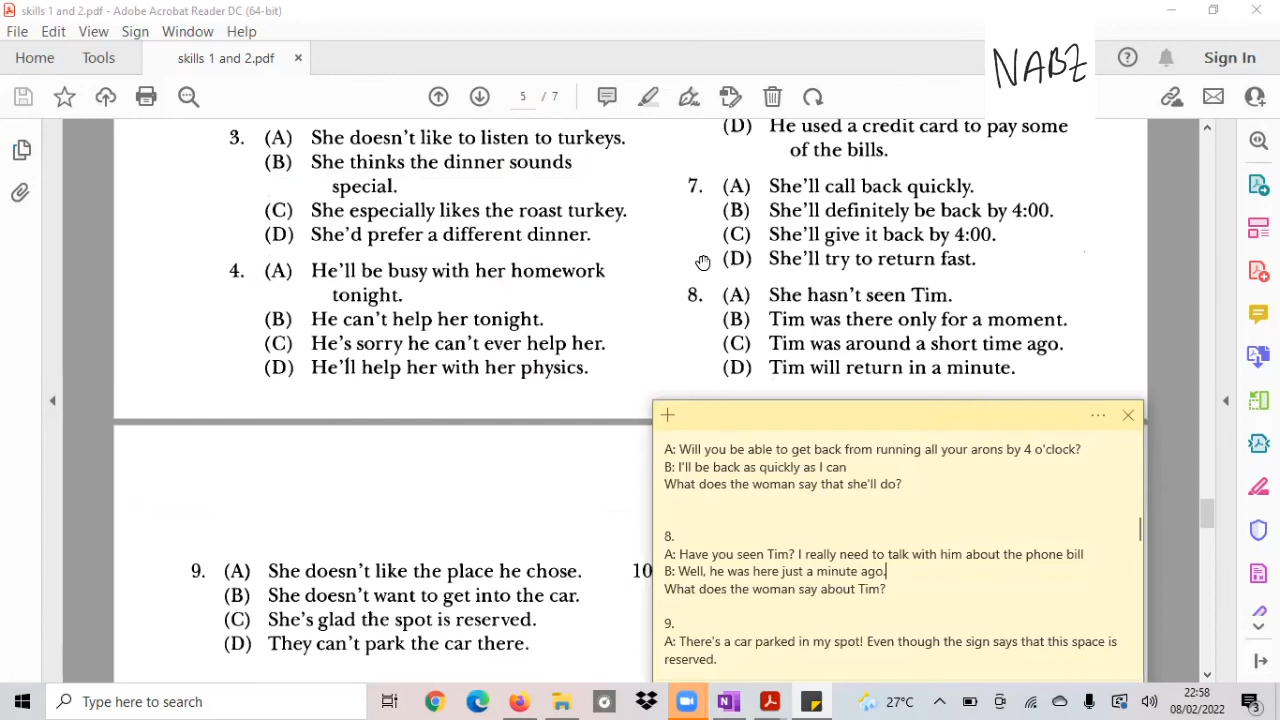 skills 1 and 2.pdf - Adobe Acrobat Reader DC (64-bit)
File Edit View Sign Window Help
Home Tools skills 1 and 2.pdf × Sign In
NABZ
5 / 7
3. (A) She doesn't like to listen to turkeys.
(B) She thinks the dinner sounds
special.
(C) She especially likes the roast turkey.
(D) She'd prefer a different dinner.
4. (A) He'll be busy with her homework
tonight.
(B) He can't help her tonight.
(C) He's sorry he can't ever help her.
(D) He'll help her with her physics.
(D) He used a credit card to pay some
of the bills.
7. (A) She'll call back quickly.
(B) She'll definitely be back by 4:00.
(C) She'll give it back by 4:00.
(D) She'll try to return fast.
8. (A) She hasn't seen Tim.
(B) Tim was there only for a moment.
(C) Tim was around a short time ago.
(D) Tim will return in a minute.
9. (A) She doesn't like the place he chose.
(B) She doesn't want to get into the car.
(C) She's glad the spot is reserved.
(D) They can't park the car there.
10
A: Will you be able to get back from running all your arons by 4 o'clock?
B: I'll be back as quickly as I can
What does the woman say that she'll do?
8.
A: Have you seen Tim? I really need to talk with him about the phone bill
B: Well, he was here just a minute ago.
What does the woman say about Tim?
9.
A: There's a car parked in my spot! Even though the sign says that this space is
reserved.
Type here to search
27°C
22:58
08/02/2022
3